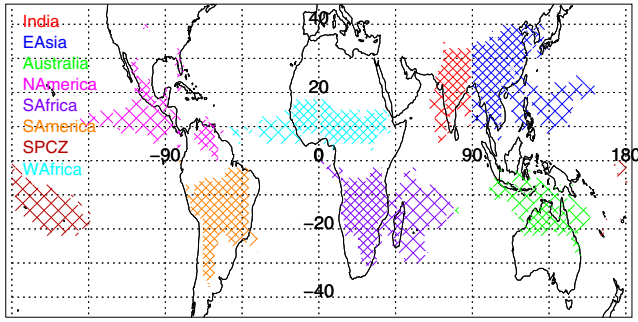 India
EAsia
Australia
NAmerica
SAfrica
SAmerica
SPCZ
WAfrica
40
20
-90 0 90 180
-20
-40